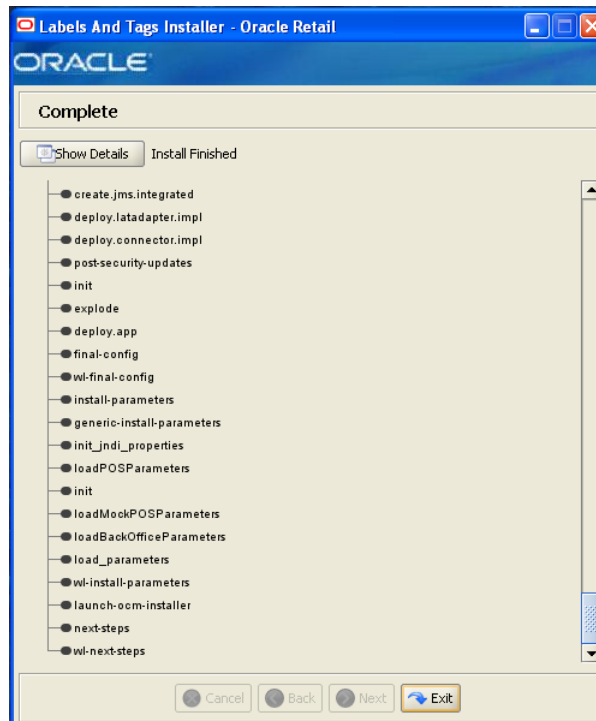 Labels And Tags Installer - Oracle Retail
ORACLE
Complete
Show Details Install Finished
create.jms.integrated
deploy.latadapter.impl
deploy.connector.impl
post-security-updates
init
explode
deploy.app
final-config
wl-final-config
install-parameters
generic-install-parameters
init_jndi_properties
loadPOSParameters
init
loadMockPOSParameters
loadBackOfficeParameters
load_parameters
wl-install-parameters
launch-ocm-installer
next-steps
wl-next-steps
Cancel Back Next Exit